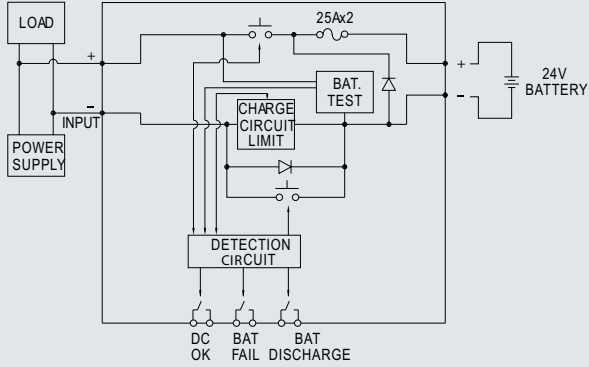 LOAD
25Ax2
+
+
24V
BATTERY
-
-
INPUT
BAT.
TEST
CHARGE
CIRCUIT
LIMIT
POWER
SUPPLY
DETECTION
CIRCUIT
DC
OK
BAT
FAIL
BAT
DISCHARGE